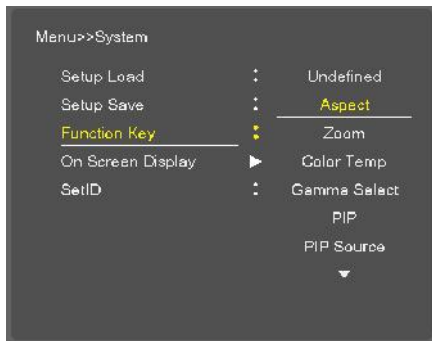 Menu>>System
Setup Load : Undefined
Setup Save : Aspect
Function Key : Zoom
On Screen Display ▶ Color Temp
SetID : Gamma Select
PIP
PIP Source
▼